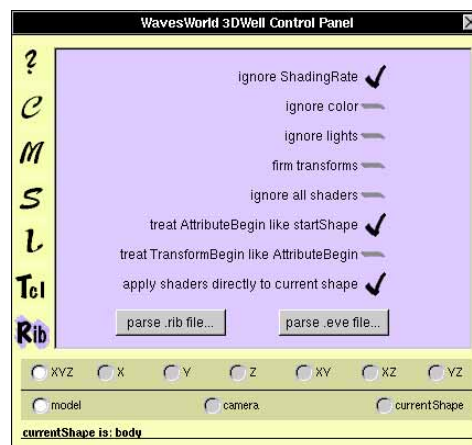 WavesWorld 3DWell Control Panel
?
C
M
S
L
Tcl
Rib
ignore ShadingRate
ignore color
ignore lights
firm transforms
ignore all shaders
treat AttributeBegin like startShape
treat TransformBegin like AttributeBegin
apply shaders directly to current shape
parse .rib file... parse .eve file...
XYZ X Y Z XY XZ YZ
model camera currentShape
currentShape is: body